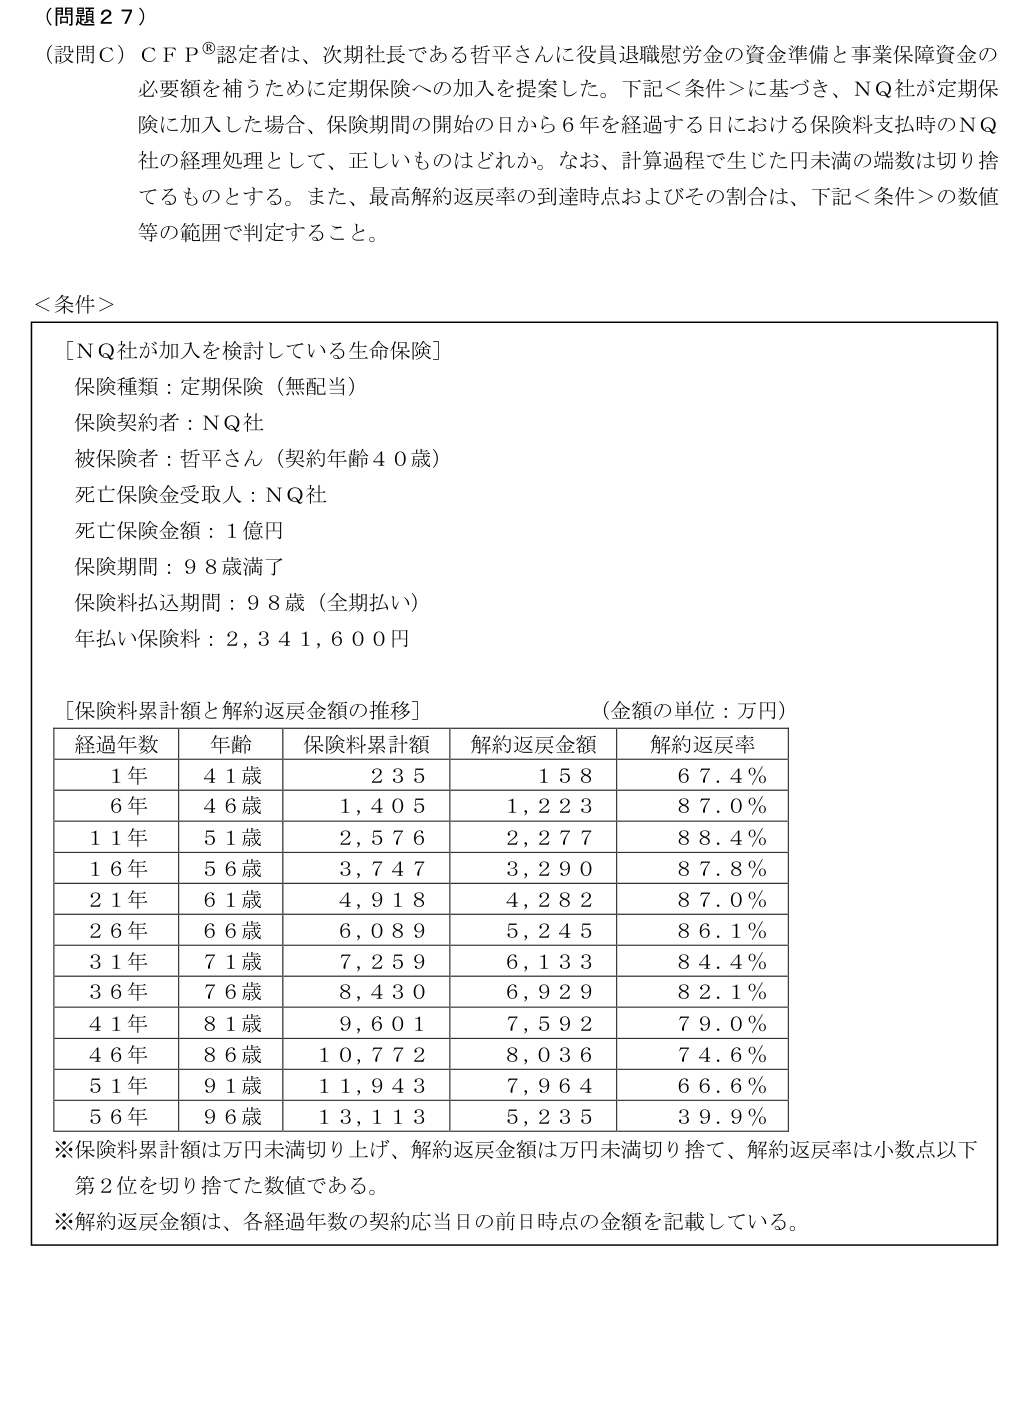 （問題２７）
（設問Ｃ）ＣＦＰ®認定者は、次期社長である哲平さんに役員退職慰労金の資金準備と事業保障資金の
必要額を補うために定期保険への加入を提案した。下記＜条件＞に基づき、ＮＱ社が定期保
険に加入した場合、保険期間の開始の日から６年を経過する日における保険料支払時のＮＱ
社の経理処理として、正しいものはどれか。なお、計算過程で生じた円未満の端数は切り捨
てるものとする。また、最高解約返戻率の到達時点およびその割合は、下記＜条件＞の数値
等の範囲で判定すること。
＜条件＞
［ＮＱ社が加入を検討している生命保険］
保険種類：定期保険（無配当）
保険契約者：ＮＱ社
被保険者：哲平さん（契約年齢４０歳）
死亡保険金受取人：ＮＱ社
死亡保険金額：１億円
保険期間：９８歳満了
保険料払込期間：９８歳（全期払い）
年払い保険料：２，３４１，６００円
［保険料累計額と解約返戻金額の推移］　（金額の単位：万円）
経過年数　年齢　保険料累計額　解約返戻金額　解約返戻率
１年　４１歳　２３５　１５８　６７．４％
６年　４６歳　１，４０５　１，２２３　８７．０％
１１年　５１歳　２，５７６　２，２７７　８８．４％
１６年　５６歳　３，７４７　３，２９０　８７．８％
２１年　６１歳　４，９１８　４，２８２　８７．０％
２６年　６６歳　６，０８９　５，２４５　８６．１％
３１年　７１歳　７，２５９　６，１３３　８４．４％
３６年　７６歳　８，４３０　６，９２９　８２．１％
４１年　８１歳　９，６０１　７，５９２　７９．０％
４６年　８６歳　１０，７７２　８，０３６　７４．６％
５１年　９１歳　１１，９４３　７，９６４　６６．６％
５６年　９６歳　１３，１１３　５，２３５　３９．９％
※保険料累計額は万円未満切り上げ、解約返戻金額は万円未満切り捨て、解約返戻率は小数点以下
第２位を切り捨てた数値である。
※解約返戻金額は、各経過年数の契約応当日の前日時点の金額を記載している。